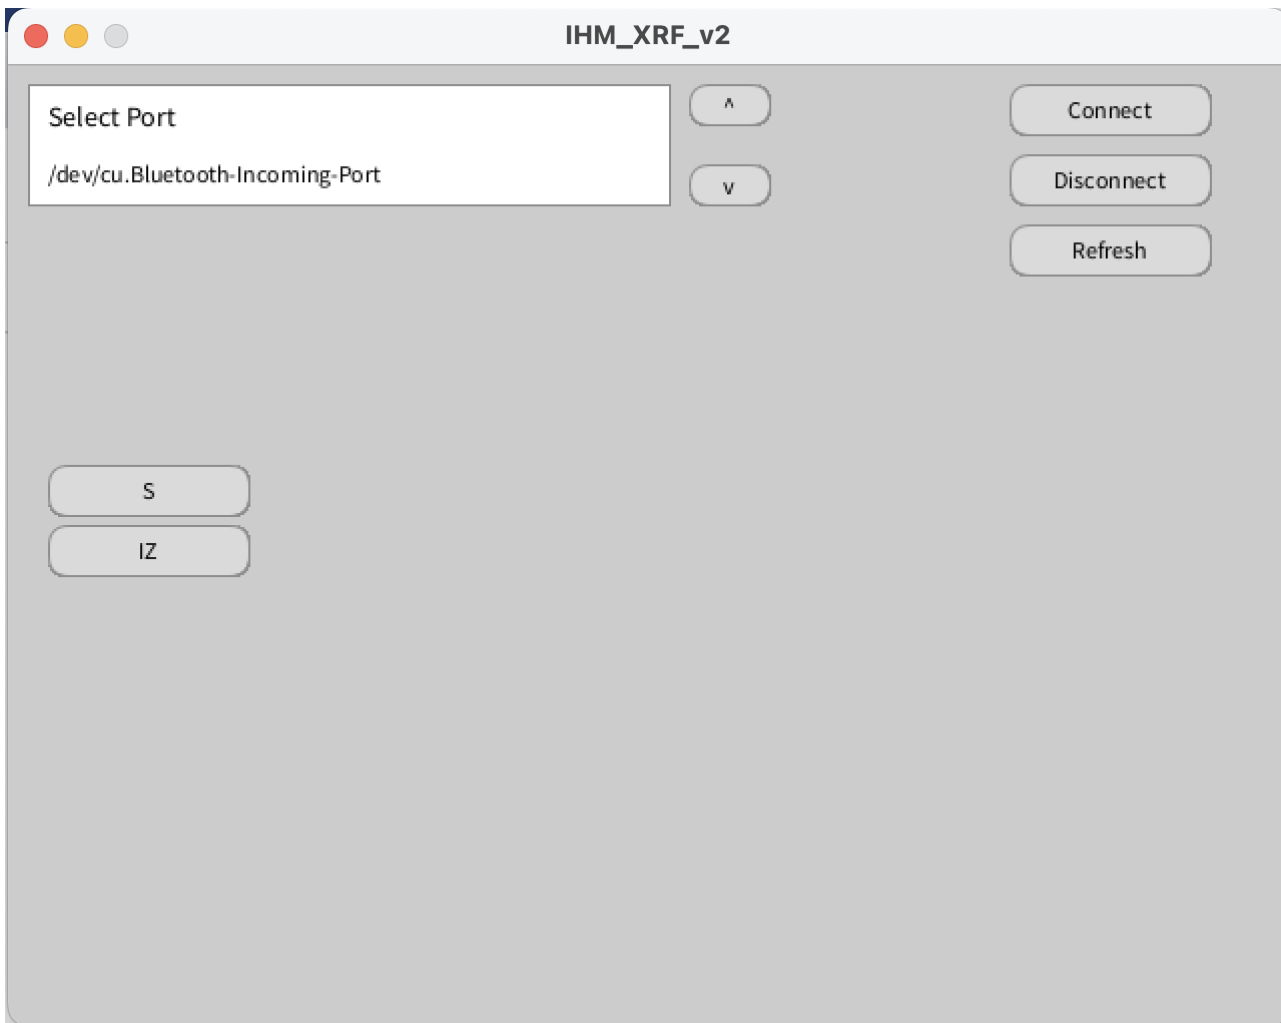 IHM_XRF_v2
Select Port
/dev/cu.Bluetooth-Incoming-Port
^
v
Connect
Disconnect
Refresh
S
IZ